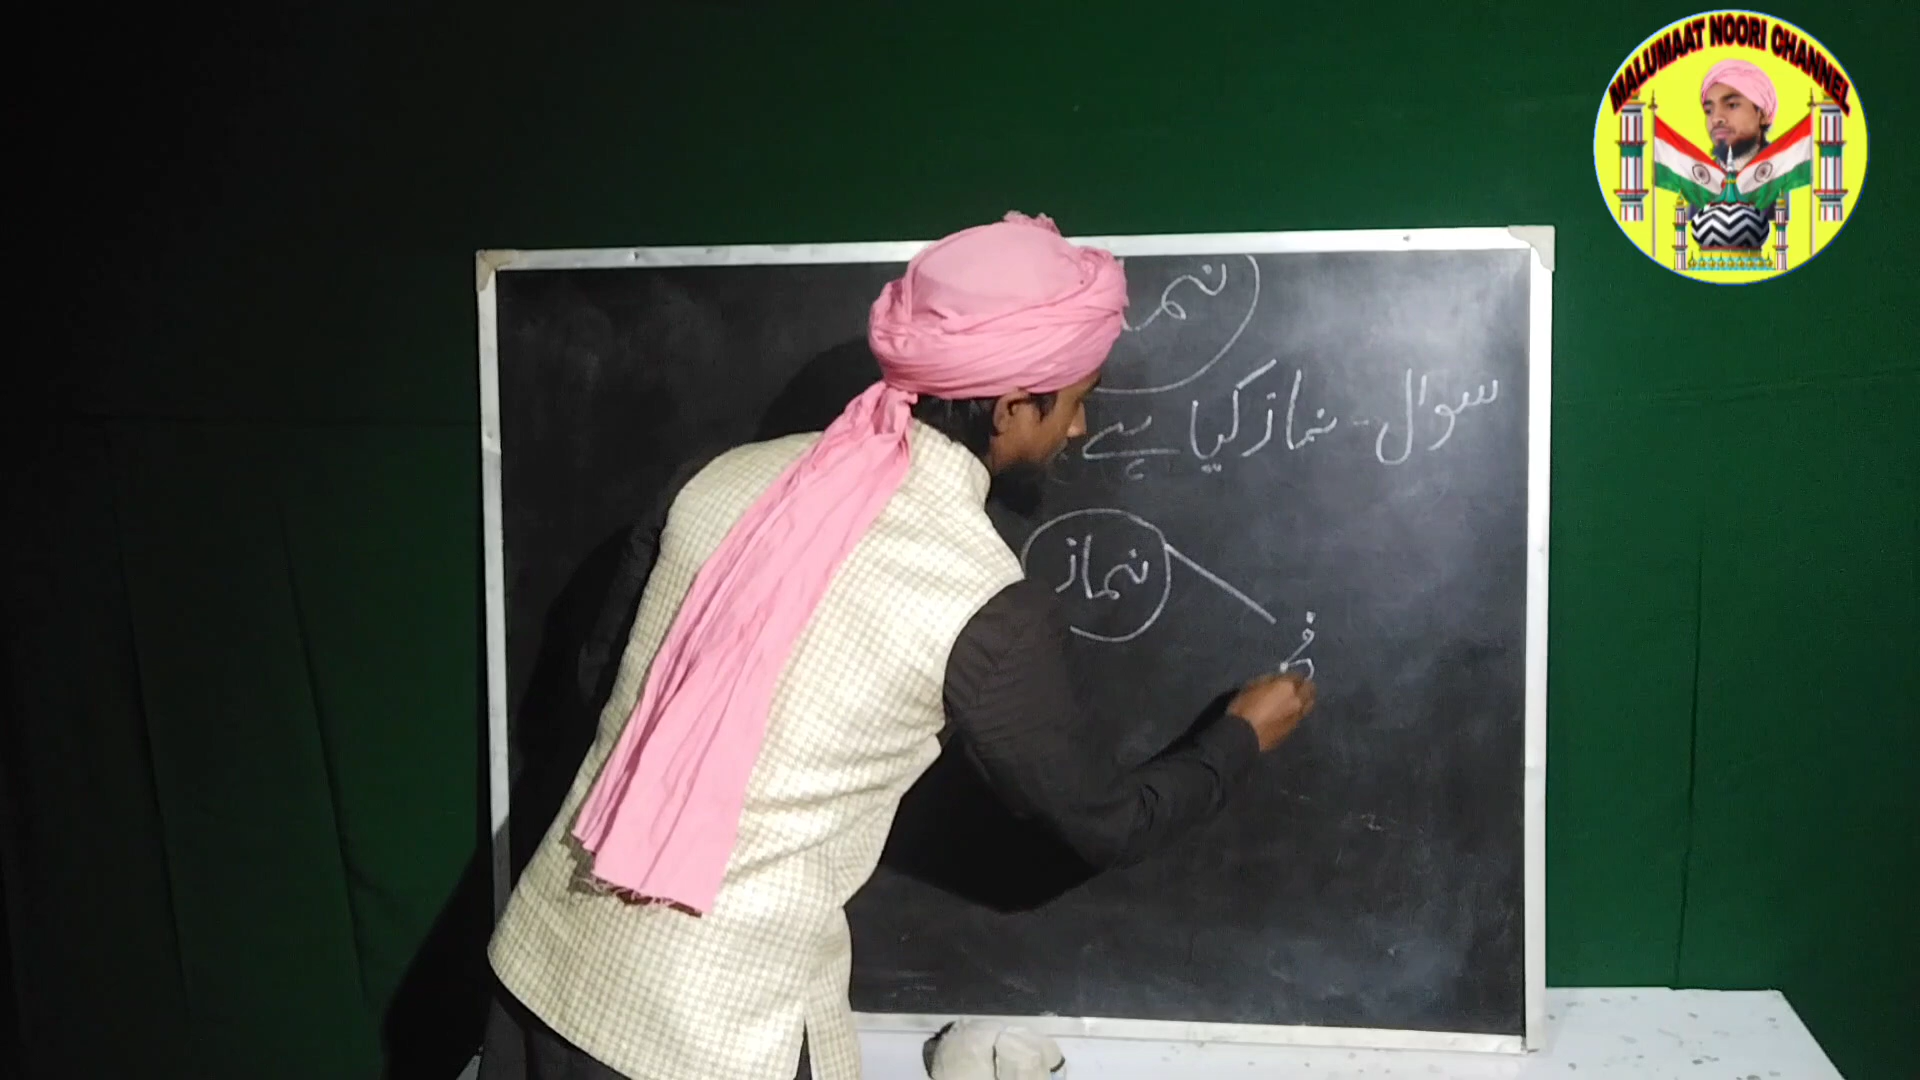 MALUMAAT NOORI CHANNEL
سوال - نماز کیا ہے
نماز